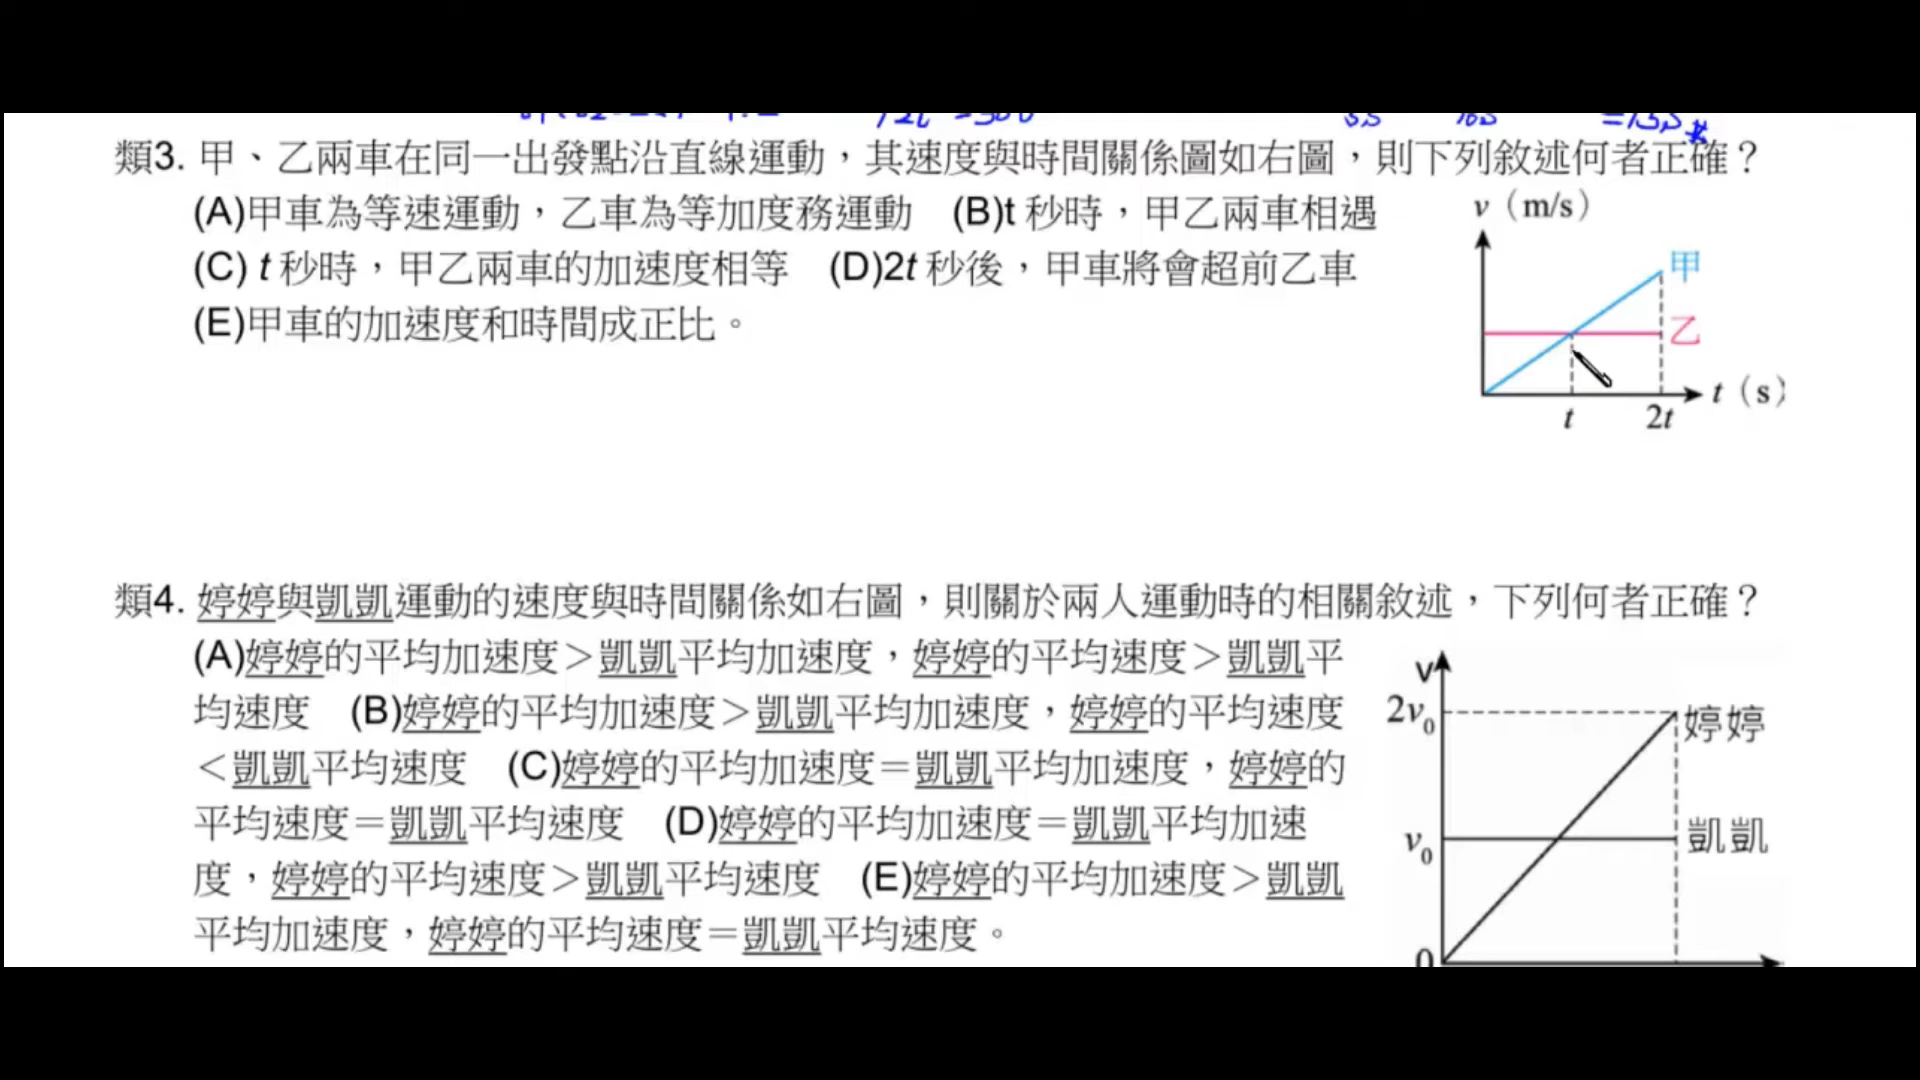 類3. 甲、乙兩車在同一出發點沿直線運動，其速度與時間關係圖如右圖，則下列敘述何者正確？
(A)甲車為等速運動，乙車為等加度務運動 (B)t 秒時，甲乙兩車相遇
(C) t 秒時，甲乙兩車的加速度相等 (D)2t 秒後，甲車將會超前乙車
(E)甲車的加速度和時間成正比。
v（m/s）
甲
乙
t（s）
t 2t
類4. 婷婷與凱凱運動的速度與時間關係如右圖，則關於兩人運動時的相關敘述，下列何者正確？
(A)婷婷的平均加速度＞凱凱平均加速度，婷婷的平均速度＞凱凱平
均速度 (B)婷婷的平均加速度＞凱凱平均加速度，婷婷的平均速度
＜凱凱平均速度 (C)婷婷的平均加速度＝凱凱平均加速度，婷婷的
平均速度＝凱凱平均速度 (D)婷婷的平均加速度＝凱凱平均加速
度，婷婷的平均速度＞凱凱平均速度 (E)婷婷的平均加速度＞凱凱
平均加速度，婷婷的平均速度＝凱凱平均速度。
v
2v₀ 婷婷
v₀ 凱凱
0